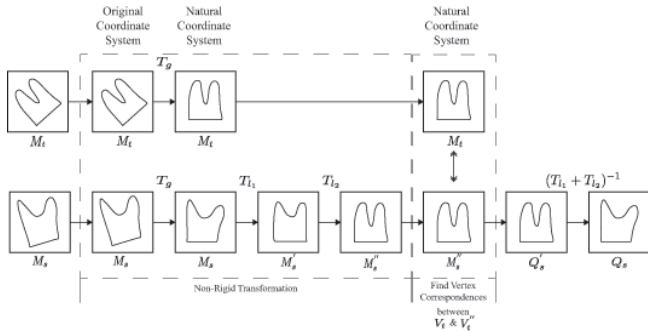 Original
Coordinate
System
Natural
Coordinate
System
Natural
Coordinate
System
T_g
M_t
M_t
M_t
M_t
T_g
T_{l_1}
T_{l_2}
(T_{l_1} + T_{l_2})^{-1}
M_s
M_s
M_s
M_s'
M_s''
M_s''
Q_s'
Q_s
Non-Rigid Transformation
Find Vertex
Correspondences
between
V_t & V_t''